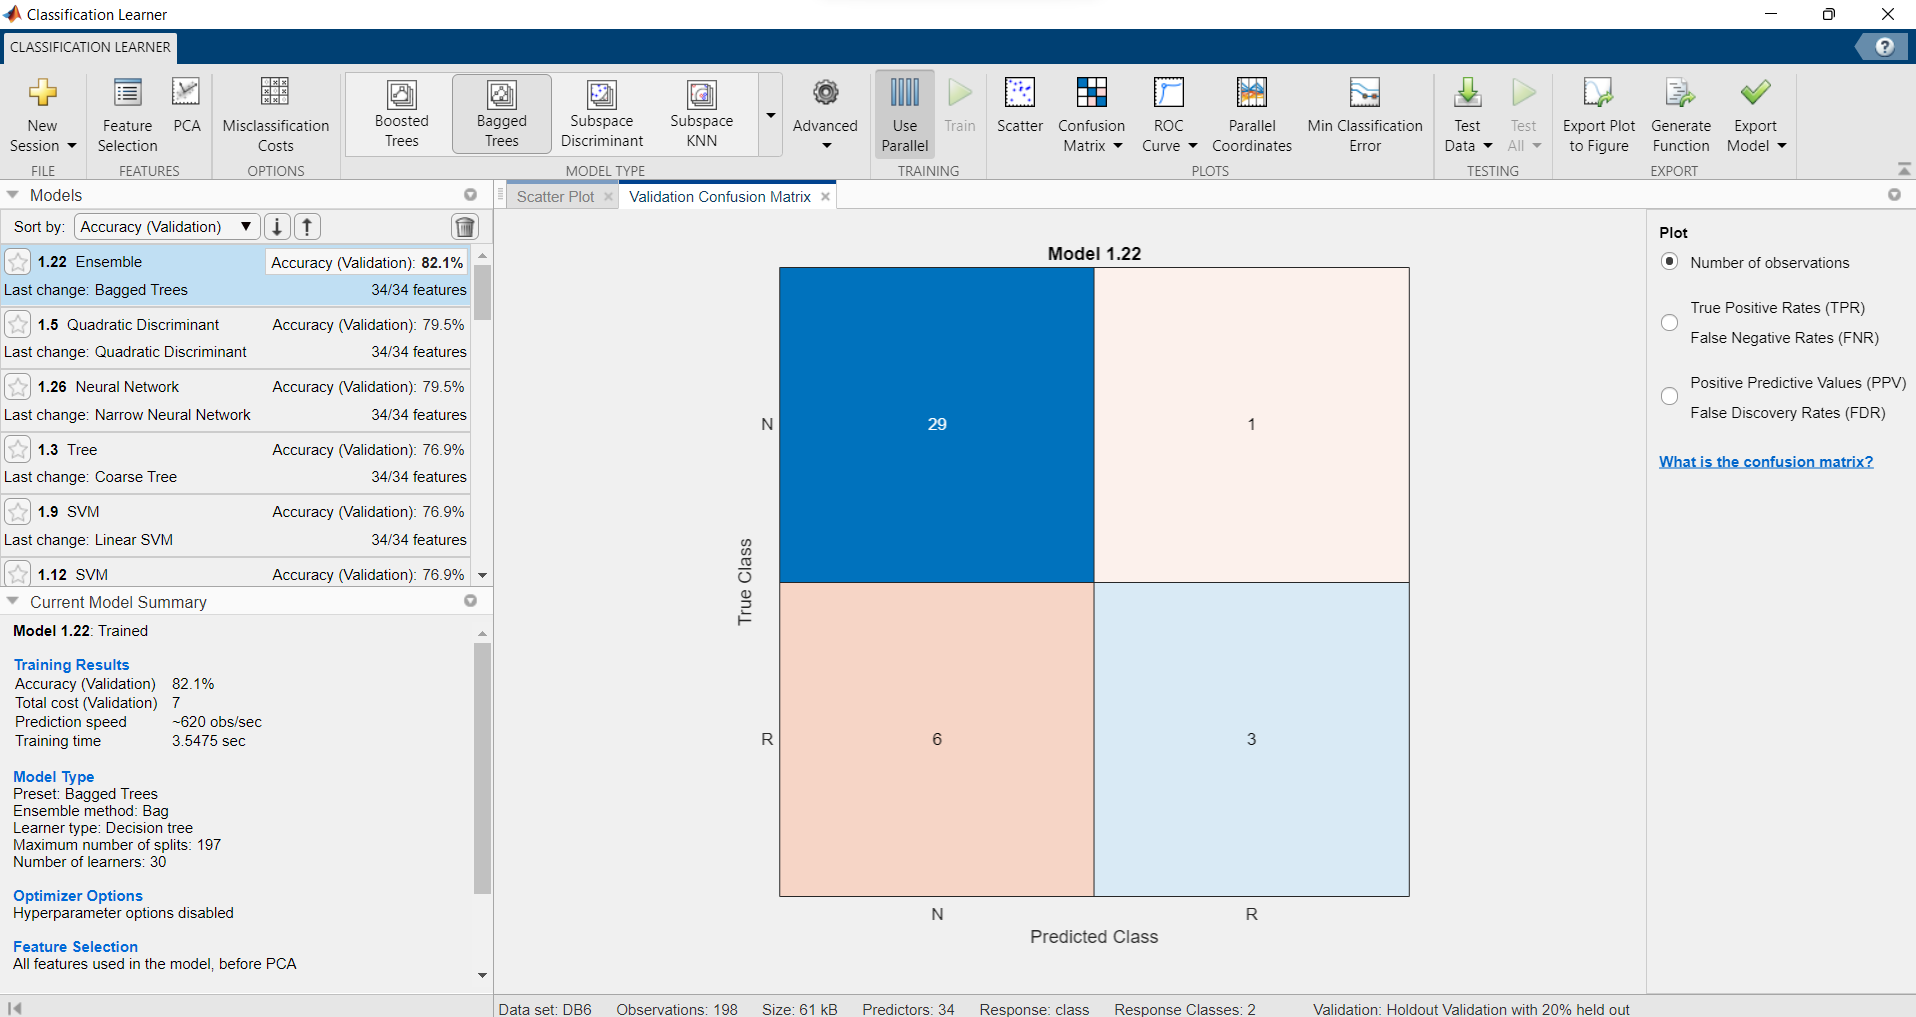 Classification Learner
CLASSIFICATION LEARNER
?
New Session
Feature Selection
PCA
Misclassification Costs
Boosted Trees
Bagged Trees
Subspace Discriminant
Subspace KNN
Advanced
Use Parallel
Train
Scatter
Confusion Matrix
ROC Curve
Parallel Coordinates
Min Classification Error
Test Data
Test All
Export Plot to Figure
Generate Function
Export Model
FILE
FEATURES
OPTIONS
MODEL TYPE
TRAINING
PLOTS
TESTING
EXPORT
Models
Sort by: Accuracy (Validation)
1.22 Ensemble Accuracy (Validation): 82.1%
Last change: Bagged Trees 34/34 features
1.5 Quadratic Discriminant Accuracy (Validation): 79.5%
Last change: Quadratic Discriminant 34/34 features
1.26 Neural Network Accuracy (Validation): 79.5%
Last change: Narrow Neural Network 34/34 features
1.3 Tree Accuracy (Validation): 76.9%
Last change: Coarse Tree 34/34 features
1.9 SVM Accuracy (Validation): 76.9%
Last change: Linear SVM 34/34 features
1.12 SVM Accuracy (Validation): 76.9%
Current Model Summary
Model 1.22: Trained
Training Results
Accuracy (Validation) 82.1%
Total cost (Validation) 7
Prediction speed ~620 obs/sec
Training time 3.5475 sec
Model Type
Preset: Bagged Trees
Ensemble method: Bag
Learner type: Decision tree
Maximum number of splits: 197
Number of learners: 30
Optimizer Options
Hyperparameter options disabled
Feature Selection
All features used in the model, before PCA
Scatter Plot
Validation Confusion Matrix
Model 1.22
True Class
N
29
1
R
6
3
N
R
Predicted Class
Plot
Number of observations
True Positive Rates (TPR)
False Negative Rates (FNR)
Positive Predictive Values (PPV)
False Discovery Rates (FDR)
What is the confusion matrix?
Data set: DB6 Observations: 198 Size: 61 kB Predictors: 34 Response: class Response Classes: 2 Validation: Holdout Validation with 20% held out